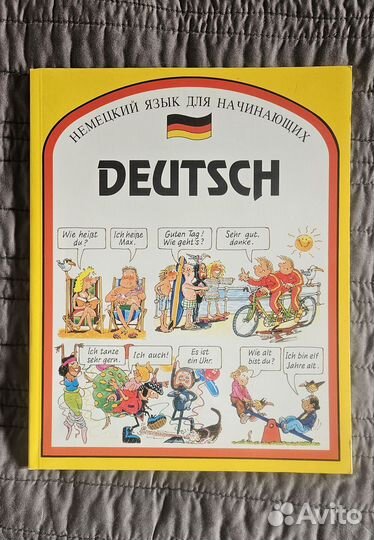 НЕМЕЦКИЙ ЯЗЫК ДЛЯ НАЧИНАЮЩИХ
DEUTSCH
Wie heißt
du?
Ich heiße
Max.
Guten Tag!
Wie geht's?
Sehr gut,
danke.
Ich tanze
sehr gern.
Ich auch!
Es ist
ein Uhr.
Wie alt
bist du?
Ich bin elf
Jahre alt.
Avito